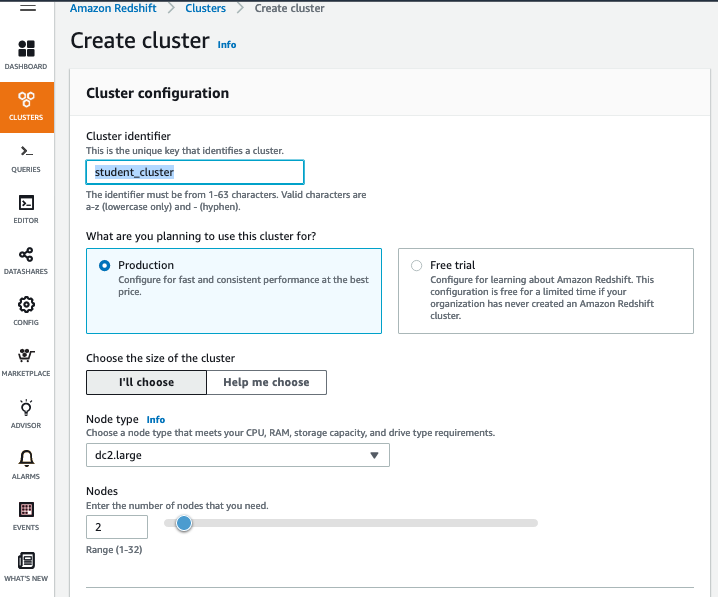 Amazon Redshift > Clusters > Create cluster
Create cluster Info
DASHBOARD
CLUSTERS
QUERIES
EDITOR
DATASHARES
CONFIG
MARKETPLACE
ADVISOR
ALARMS
EVENTS
WHAT'S NEW
Cluster configuration
Cluster identifier
This is the unique key that identifies a cluster.
student_cluster
The identifier must be from 1-63 characters. Valid characters are
a-z (lowercase only) and - (hyphen).
What are you planning to use this cluster for?
Production
Configure for fast and consistent performance at the best
price.
Free trial
Configure for learning about Amazon Redshift. This
configuration is free for a limited time if your
organization has never created an Amazon Redshift
cluster.
Choose the size of the cluster
I'll choose
Help me choose
Node type Info
Choose a node type that meets your CPU, RAM, storage capacity, and drive type requirements.
dc2.large
Nodes
Enter the number of nodes that you need.
2
Range (1-32)